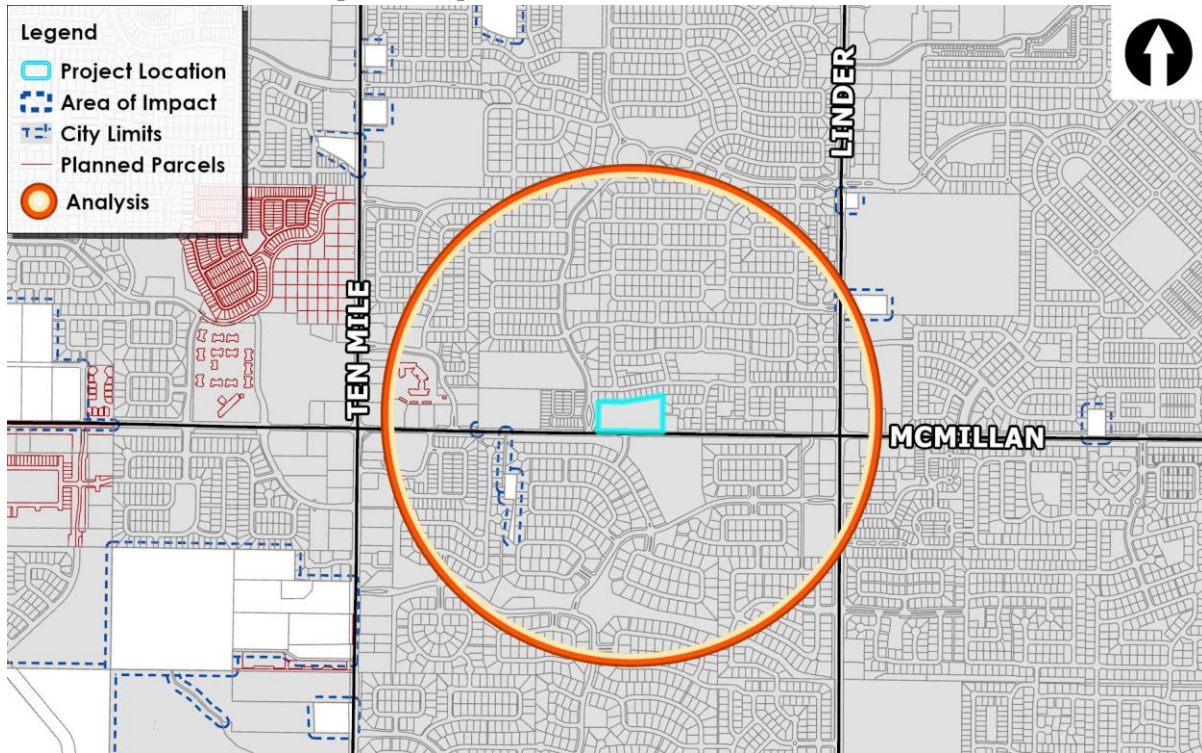 Legend
Project Location
Area of Impact
City Limits
Planned Parcels
Analysis
LINDER
TEN MILE
MCMILLAN